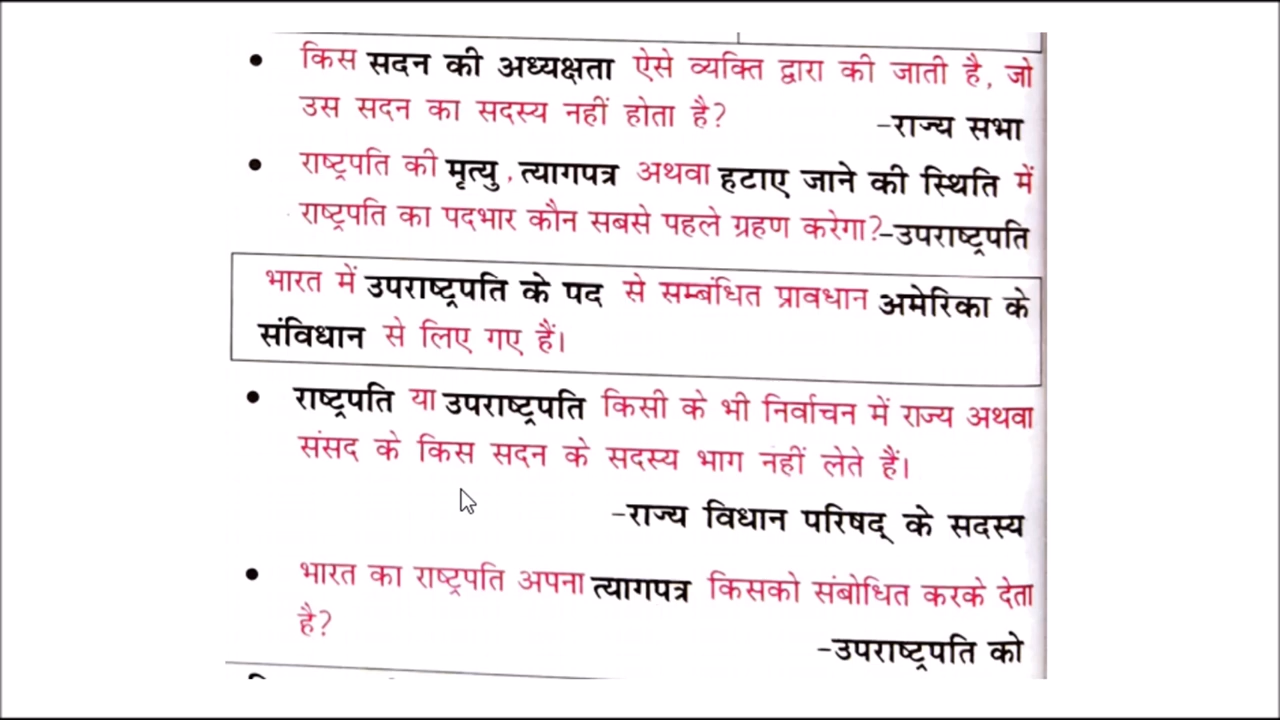 • किस सदन की अध्यक्षता ऐसे व्यक्ति द्वारा की जाती है, जो
उस सदन का सदस्य नहीं होता है?
–राज्य सभा
• राष्ट्रपति की मृत्यु, त्यागपत्र अथवा हटाए जाने की स्थिति में
राष्ट्रपति का पदभार कौन सबसे पहले ग्रहण करेगा?–उपराष्ट्रपति
भारत में उपराष्ट्रपति के पद से सम्बंधित प्रावधान अमेरिका के
संविधान से लिए गए हैं।
• राष्ट्रपति या उपराष्ट्रपति किसी के भी निर्वाचन में राज्य अथवा
संसद के किस सदन के सदस्य भाग नहीं लेते हैं।
–राज्य विधान परिषद् के सदस्य
• भारत का राष्ट्रपति अपना त्यागपत्र किसको संबोधित करके देता
है?
–उपराष्ट्रपति को